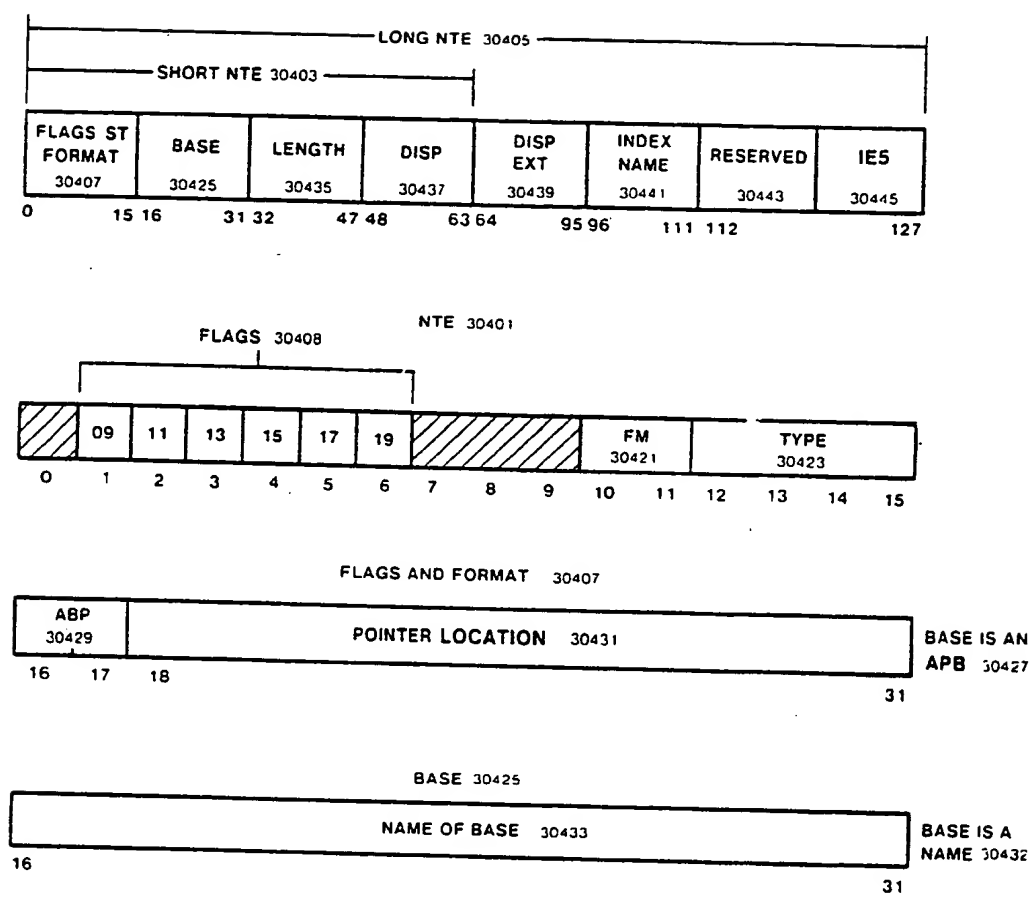 LONG NTE 30405
SHORT NTE 30403
FLAGS ST FORMAT 30407
BASE 30425
LENGTH 30435
DISP 30437
DISP EXT 30439
INDEX NAME 30441
RESERVED 30443
IES 30445
0 15 16 31 32 47 48 63 64 95 96 111 112 127
NTE 30401
FLAGS 30408
09 11 13 15 17 19
FM 30421
TYPE 30423
0 1 2 3 4 5 6 7 8 9 10 11 12 13 14 15
FLAGS AND FORMAT 30407
ABP 30429
POINTER LOCATION 30431
BASE IS AN
APB 30427
16 17 18 31
BASE 30425
NAME OF BASE 30433
BASE IS A
NAME 30432
16 31